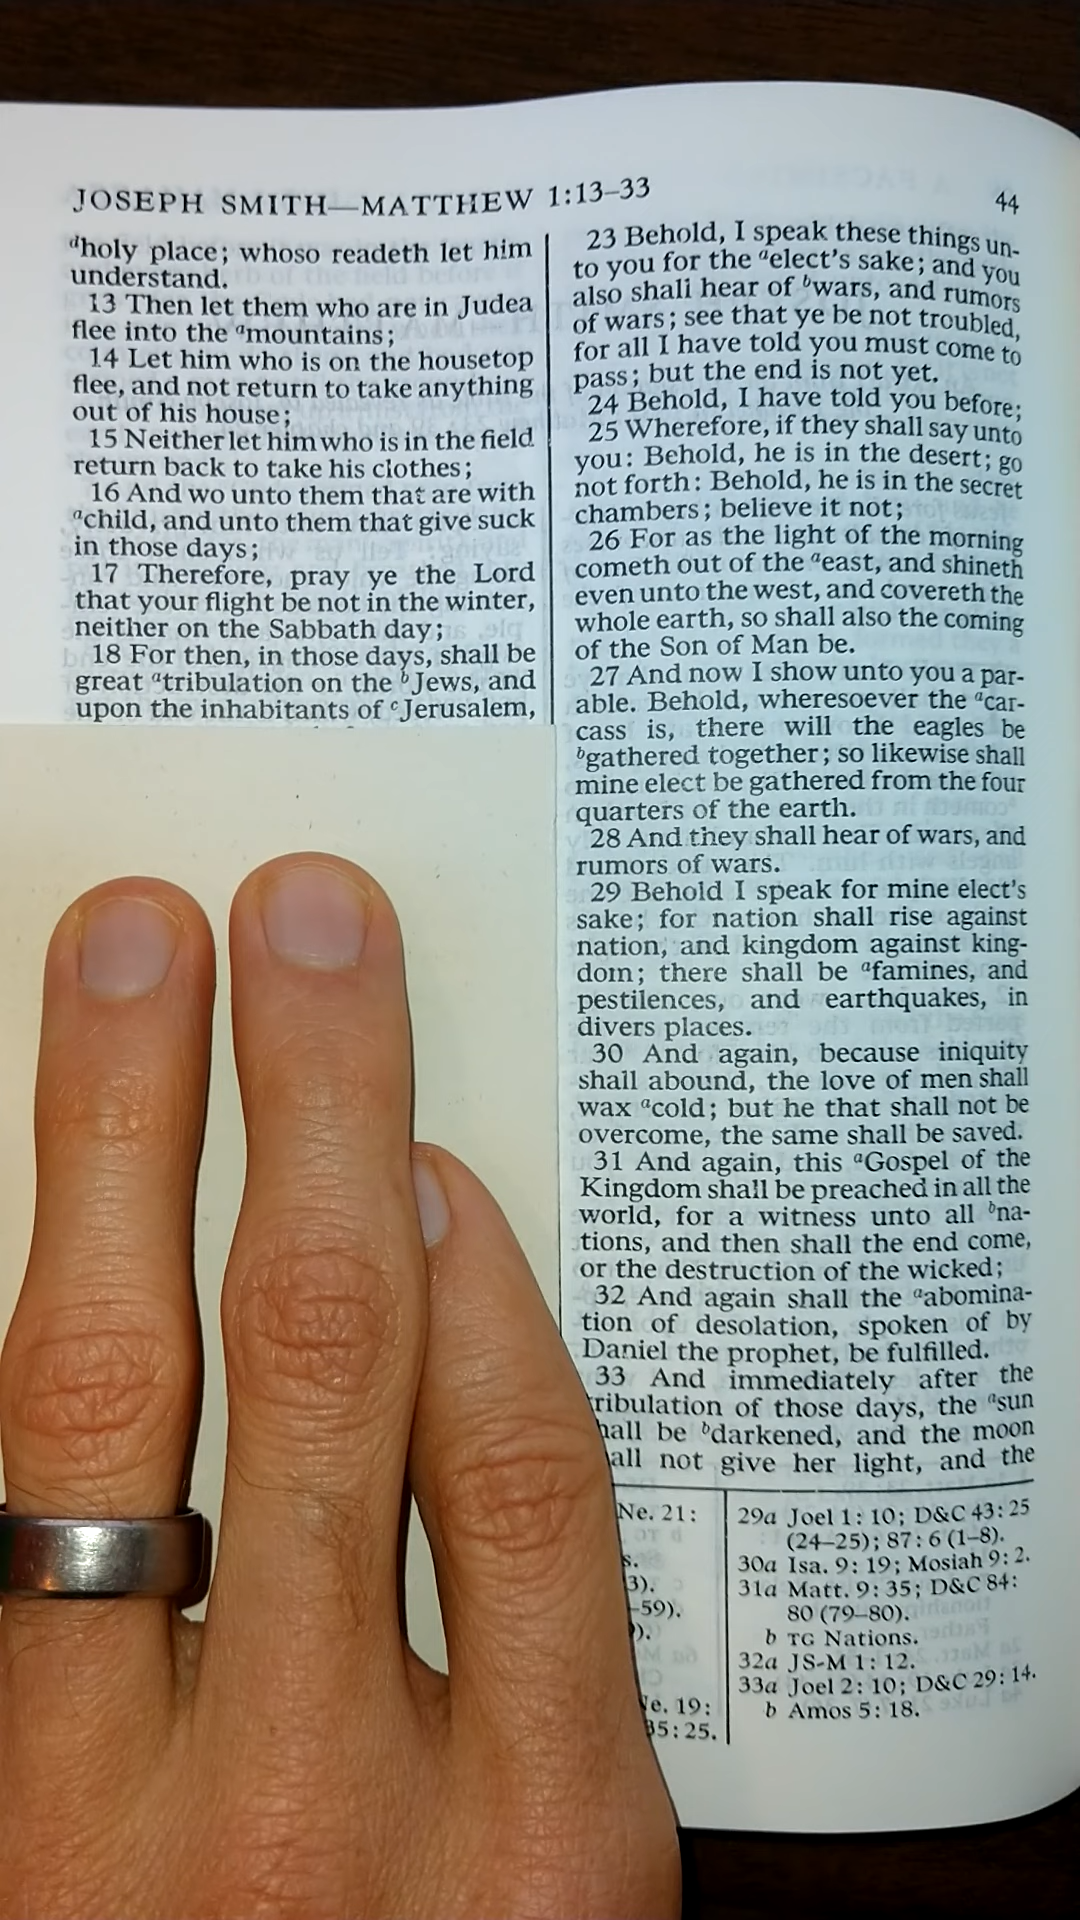 JOSEPH SMITH—MATTHEW 1:13–33
44
dholy place; whoso readeth let him
understand.
13 Then let them who are in Judea
flee into the amountains;
14 Let him who is on the housetop
flee, and not return to take anything
out of his house;
15 Neither let him who is in the field
return back to take his clothes;
16 And wo unto them that are with
achild, and unto them that give suck
in those days;
17 Therefore, pray ye the Lord
that your flight be not in the winter,
neither on the Sabbath day;
18 For then, in those days, shall be
great atribulation on the bJews, and
upon the inhabitants of cJerusalem,
23 Behold, I speak these things un-
to you for the aelect's sake; and you
also shall hear of bwars, and rumors
of wars; see that ye be not troubled,
for all I have told you must come to
pass; but the end is not yet.
24 Behold, I have told you before;
25 Wherefore, if they shall say unto
you: Behold, he is in the desert; go
not forth: Behold, he is in the secret
chambers; believe it not;
26 For as the light of the morning
cometh out of the aeast, and shineth
even unto the west, and covereth the
whole earth, so shall also the coming
of the Son of Man be.
27 And now I show unto you a par-
able. Behold, wheresoever the acar-
cass is, there will the eagles be
bgathered together; so likewise shall
mine elect be gathered from the four
quarters of the earth.
28 And they shall hear of wars, and
rumors of wars.
29 Behold I speak for mine elect's
sake; for nation shall rise against
nation, and kingdom against king-
dom; there shall be afamines, and
pestilences, and earthquakes, in
divers places.
30 And again, because iniquity
shall abound, the love of men shall
wax acold; but he that shall not be
overcome, the same shall be saved.
31 And again, this aGospel of the
Kingdom shall be preached in all the
world, for a witness unto all bna-
tions, and then shall the end come,
or the destruction of the wicked;
32 And again shall the aabomina-
tion of desolation, spoken of by
Daniel the prophet, be fulfilled.
33 And immediately after the
ribulation of those days, the asun
hall be bdarkened, and the moon
all not give her light, and the
Ne. 21:
s.
3).
–59).
).
e. 19:
35:25.
29a Joel 1:10; D&C 43:25
(24–25); 87:6 (1–8).
30a Isa. 9:19; Mosiah 9:2.
31a Matt. 9:35; D&C 84:
80 (79–80).
b TG Nations.
32a JS-M 1:12.
33a Joel 2:10; D&C 29:14.
b Amos 5:18.